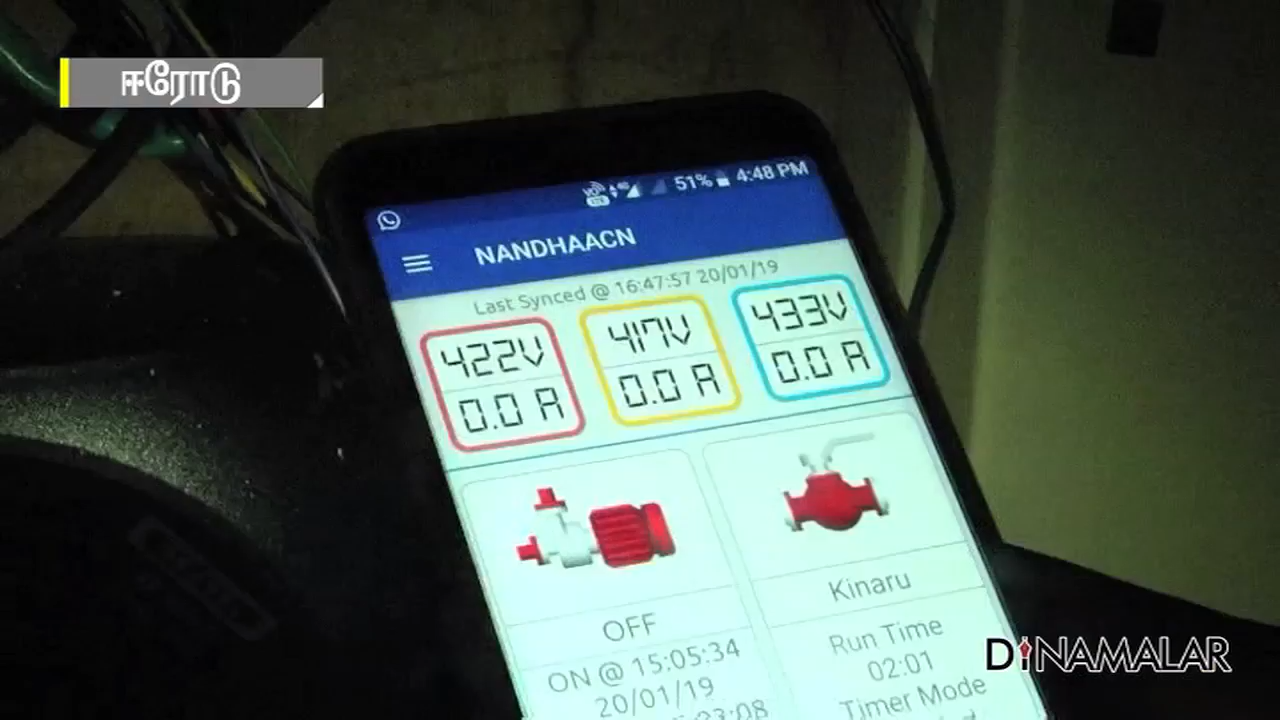 ஈரோடு
51% 4:48 PM
NANDHAACN
Last Synced @ 16:47:57 20/01/19
422V 417V 433V
0.0 A 0.0 A 0.0 A
OFF
ON @ 15:05:34
20/01/19
Kinaru
Run Time
02:01
Timer Mode
DINAMALAR